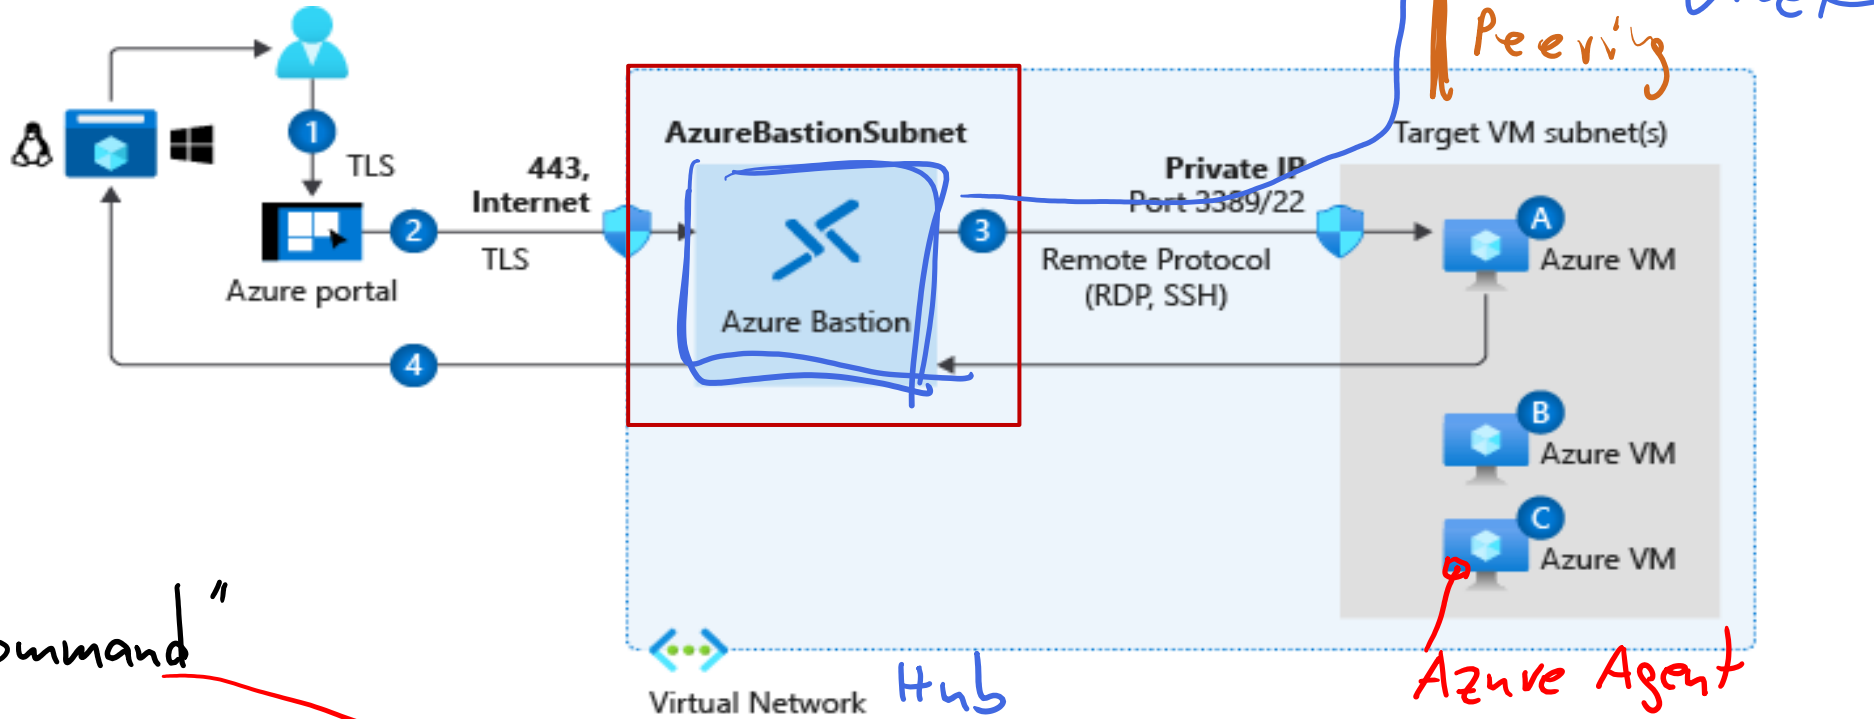 Peering
AzureBastionSubnet
Target VM subnet(s)
1
TLS
443,
Internet
Private IP
Port 3389/22
2
3
A
TLS
Remote Protocol
(RDP, SSH)
Azure VM
Azure portal
Azure Bastion
4
B
Azure VM
C
Azure VM
ommand"
Azure Agent
Virtual Network
Hub